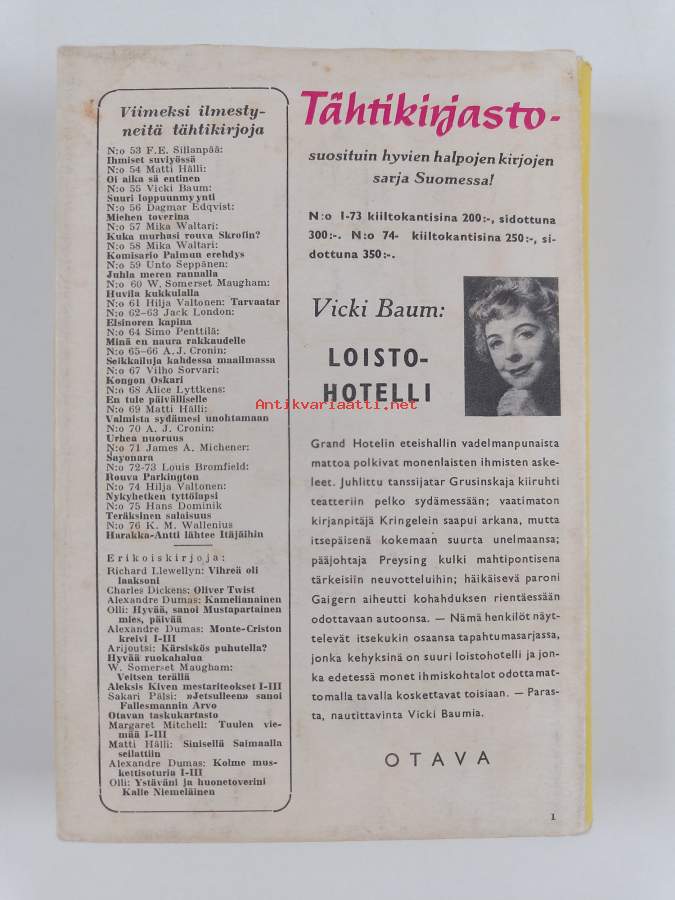 Viimeksi ilmesty-
neitä tähtikirjoja
N:o 53 F.E. Sillanpää:
Ihmiset suviyössä
N:o 54 Matti Hälli:
Oi aika sä entinen
N:o 55 Vicki Baum:
Suuri loppuunmyynti
N:o 56 Dagmar Edqvist:
Miehen toverina
N:o 57 Mika Waltari:
Kuka murhasi rouva Skrofin?
N:o 58 Mika Waltari:
Komisario Palmun erehdys
N:o 59 Unto Seppänen:
Juhla meren rannalla
N:o 60 W. Somerset Maugham:
Huvila kukkulalla
N:o 61 Hilja Valtonen: Tarvaatar
N:o 62-63 Jack London:
Elsinoren kapina
N:o 64 Simo Penttilä:
Minä en naura rakkaudelle
N:o 65-66 A.J. Cronin:
Seikkailuja kahdessa maailmassa
N:o 67 Vilho Sorvari:
Kongon Oskari
N:o 68 Alice Lyttkens:
En tule päivälliselle
N:o 69 Matti Hälli:
Valmista sydämesi unohtamaan
N:o 70 A. J. Cronin:
Urhea nuoruus
N:o 71 James A. Michener:
Sayonara
N:o 72-73 Louis Bromfield:
Rouva Parkington
N:o 74 Hilja Valtonen:
Nykyhetken tyttölapsi
N:o 75 Hans Dominik
Teräksinen salaisuus
N:o 76 K. M. Wallenius
Harakka-Antti lähtee Itäjäihin
Erikoiskirjoja:
Richard Llewellyn: Vihreä oli
laaksoni
Charles Dickens: Oliver Twist
Alexandre Dumas: Kamelianainen
Olli: Hyvää, sanoi Mustapartainen
mies, päivää
Alexandre Dumas: Monte-Criston
kreivi I-III
Arijoutsi: Kärsiskös puhutella?
Hyvää ruokahalua
W. Somerset Maugham:
Veitsen terällä
Aleksis Kiven mestariteokset I-III
Sakari Pälsi: »Jetsulleen» sanoi
Fallesmannin Arvo
Otavan taskukartasto
Margaret Mitchell: Tuulen vie-
mää I-III
Matti Hälli: Sinisellä Saimaalla
seilattiin
Alexandre Dumas: Kolme mus-
kettisoturia I-III
Olli: Ystäväni ja huonetoverini
Kalle Niemeläinen
Tähtikirjasto-
suosituin hyvien halpojen kirjojen
sarja Suomessa!
N:o 1-73 kiiltokantisina 200:-, sidottuna
300:-. N:o 74- kiiltokantisina 250:-, si-
dottuna 350:-.
Vicki Baum:
LOISTO-
HOTELLI
Antikvariaatti.net
Grand Hotelin eteishallin vadelmanpunaista
mattoa polkivat monenlaisten ihmisten aske-
leet. Juhlittu tanssijatar Grusinskaja kiiruhti
teatteriin pelko sydämessään; vaatimaton
kirjanpitäjä Kringelein saapui arkana, mutta
itsepäisenä kokemaan suurta unelmaansa;
pääjohtaja Preysing kulki mahtipontisena
tärkeisiin neuvotteluihin; häikäisevä paroni
Gaigern aiheutti kohahduksen rientäessään
odottavaan autoonsa. — Nämä henkilöt näyt-
televät itsekukin osaansa tapahtumasarjassa,
jonka kehyksinä on suuri loistohotelli ja jon-
ka edetessä monet ihmiskohtalot odottamat-
tomalla tavalla koskettavat toisiaan. — Paras-
ta, nautittavinta Vicki Baumia.
OTAVA
1